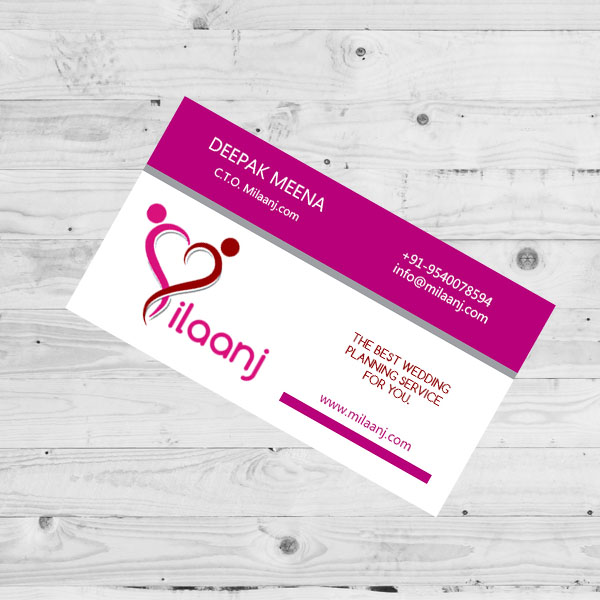 DEEPAK MEENA
C.T.O. Milaanj.com
+91-9540078594
info@milaanj.com
ilaanj
THE BEST WEDDING
PLANNING SERVICE
FOR YOU.
www.milaanj.com